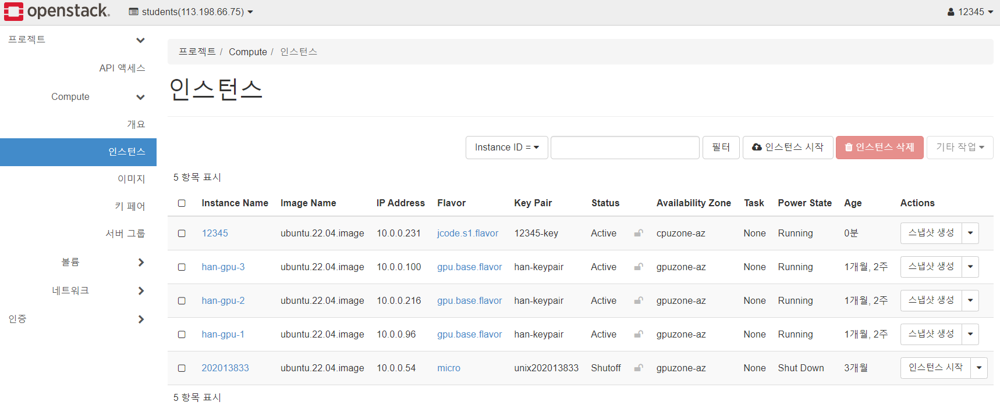 openstack. students(113.198.66.75) 12345
프로젝트
API 액세스
Compute
개요
인스턴스
이미지
키 페어
서버 그룹
볼륨
네트워크
인증
프로젝트 / Compute / 인스턴스
인스턴스
Instance ID = 필터 인스턴스 시작 인스턴스 삭제 기타 작업
5 항목 표시
Instance Name Image Name IP Address Flavor Key Pair Status Availability Zone Task Power State Age Actions
12345 ubuntu.22.04.image 10.0.0.231 jcode.s1.flavor 12345-key Active cpuzone-az None Running 0분 스냅샷 생성
han-gpu-3 ubuntu.22.04.image 10.0.0.100 gpu.base.flavor han-keypair Active gpuzone-az None Running 1개월, 2주 스냅샷 생성
han-gpu-2 ubuntu.22.04.image 10.0.0.216 gpu.base.flavor han-keypair Active gpuzone-az None Running 1개월, 2주 스냅샷 생성
han-gpu-1 ubuntu.22.04.image 10.0.0.96 gpu.base.flavor han-keypair Active gpuzone-az None Running 1개월, 2주 스냅샷 생성
202013833 ubuntu.22.04.image 10.0.0.54 micro unix202013833 Shutoff gpuzone-az None Shut Down 3개월 인스턴스 시작
5 항목 표시